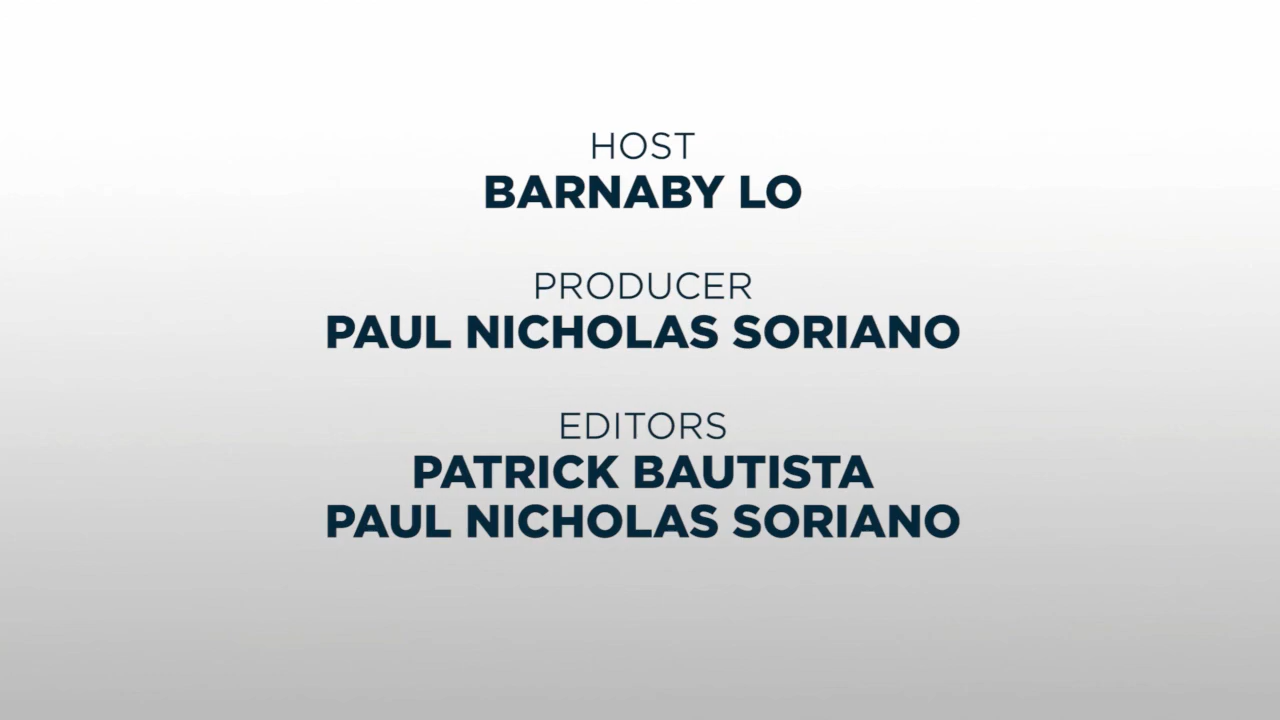 HOST
BARNABY LO
PRODUCER
PAUL NICHOLAS SORIANO
EDITORS
PATRICK BAUTISTA
PAUL NICHOLAS SORIANO